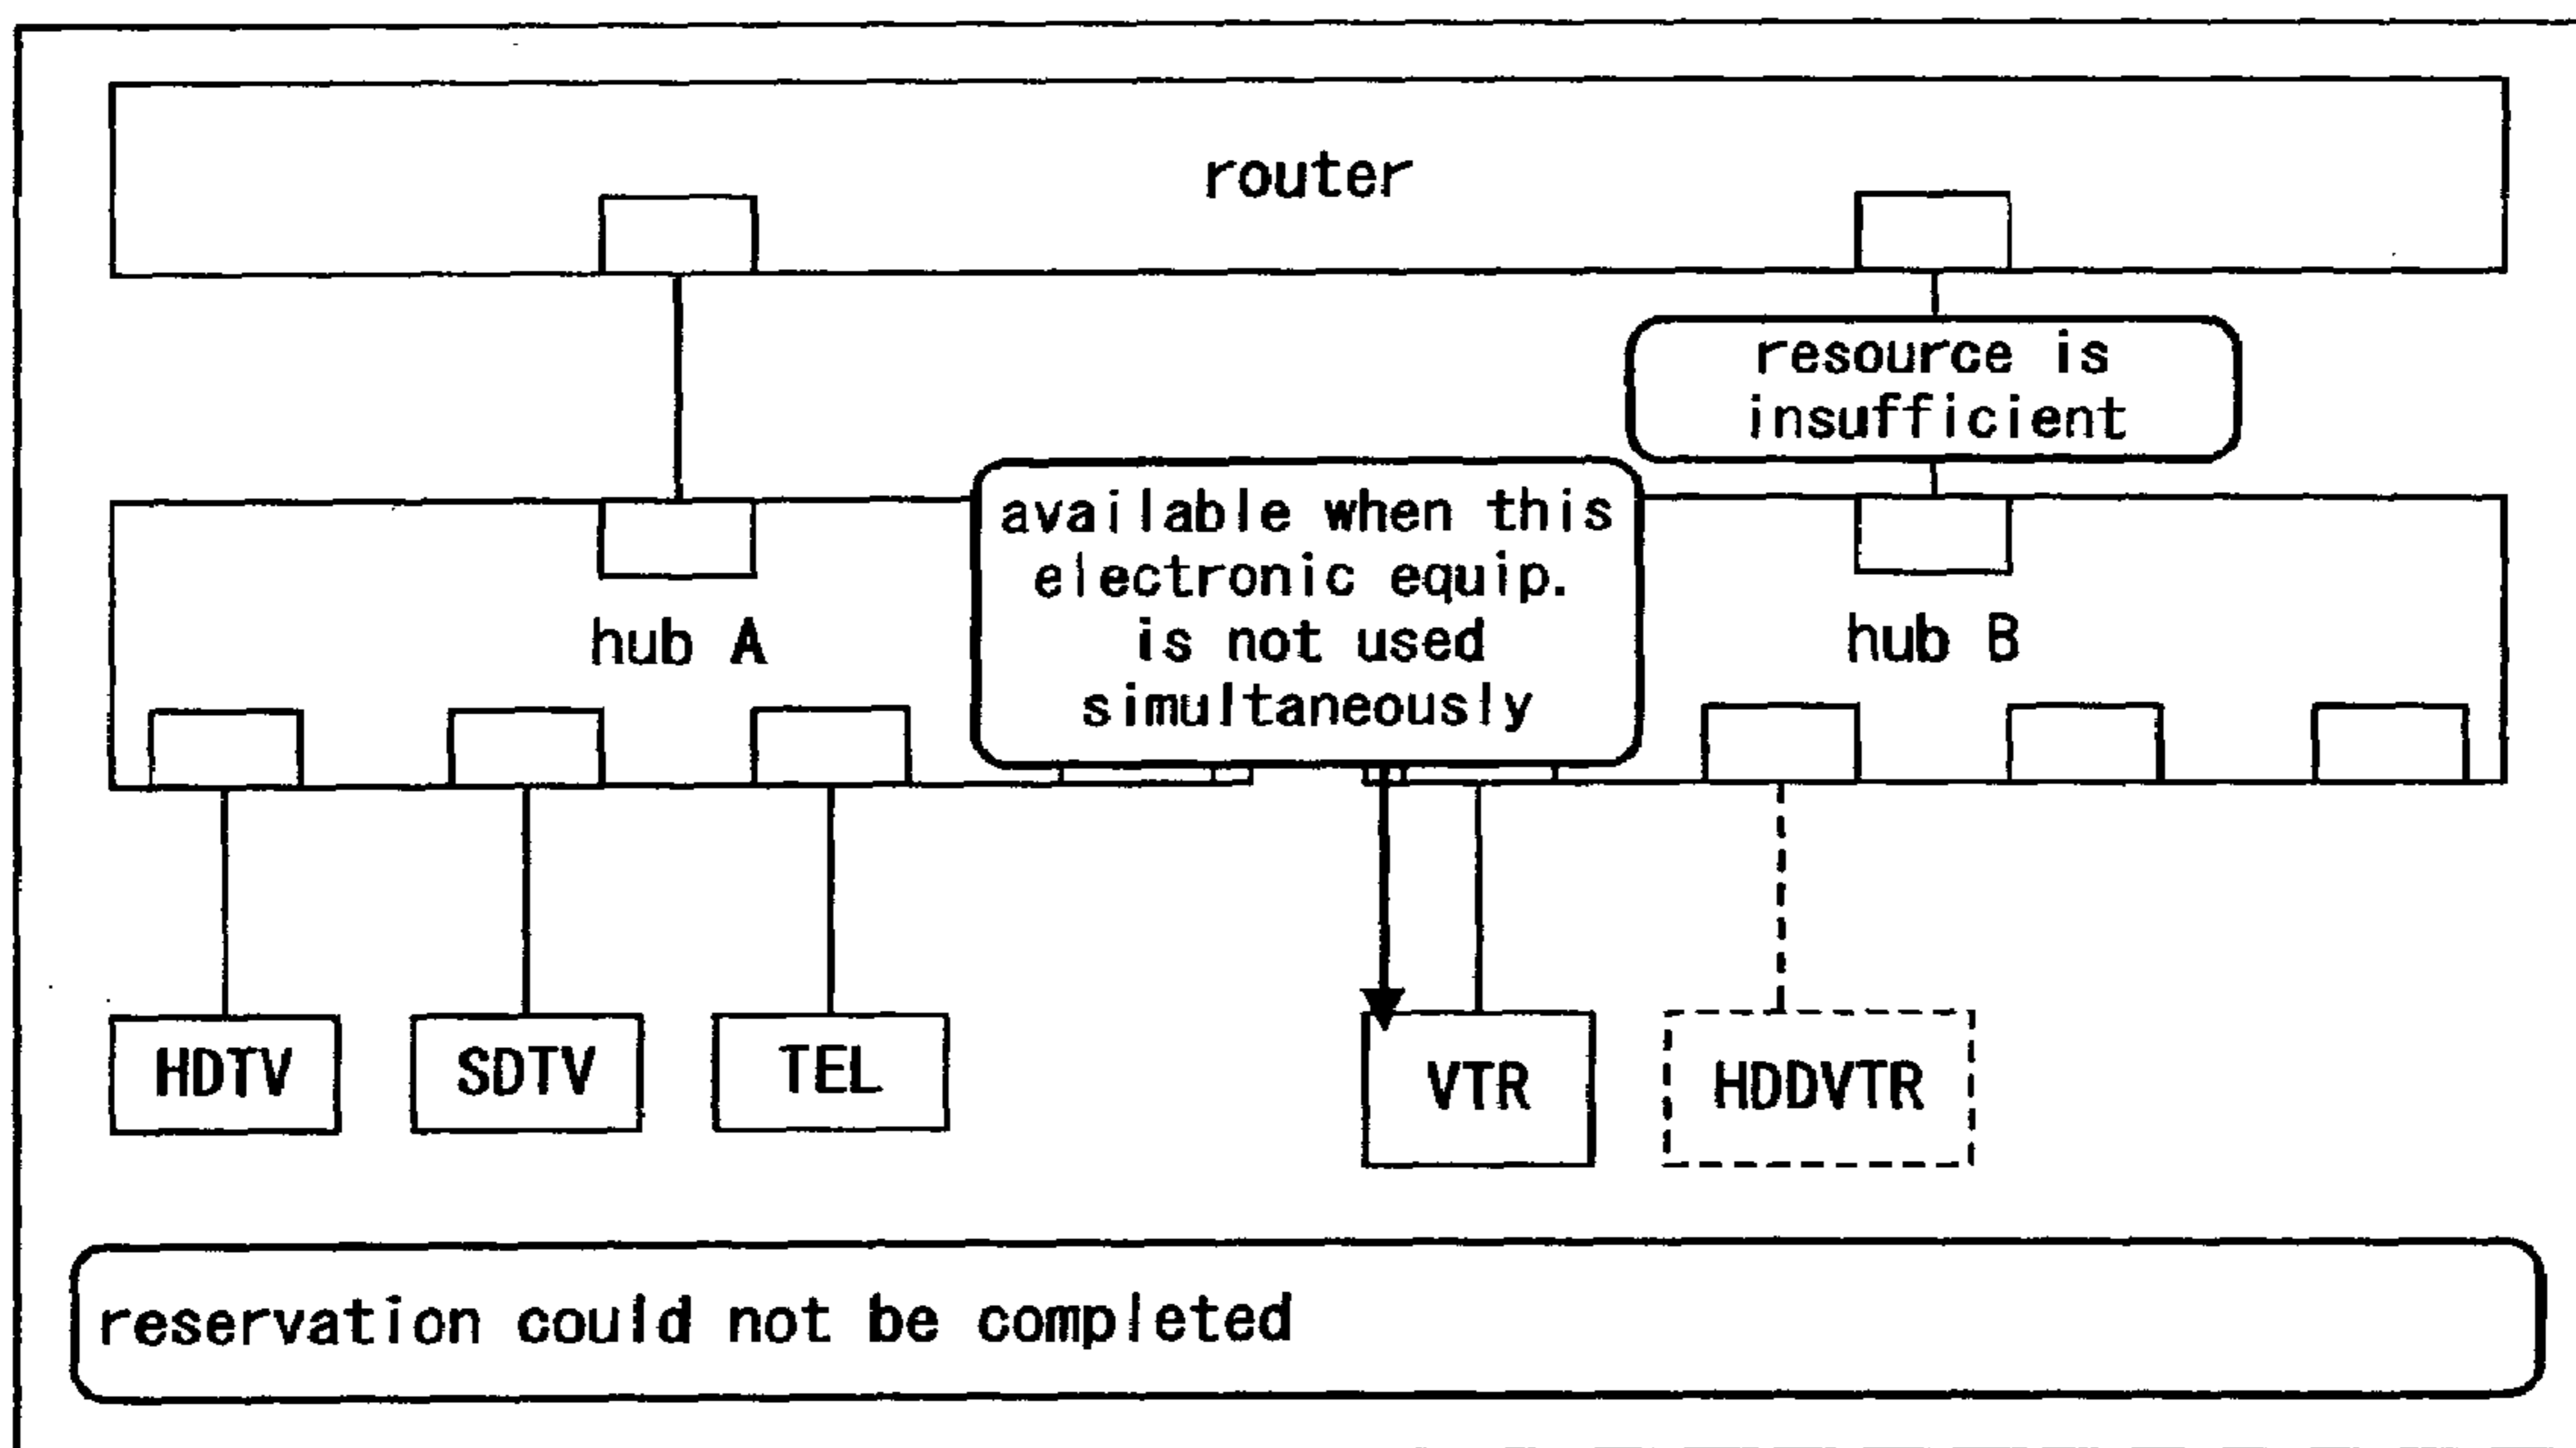 router
resource is
insufficient
available when this
electronic equip.
is not used
simultaneously
hub A
hub B
HDTV
SDTV
TEL
VTR
HDDVTR
reservation could not be completed